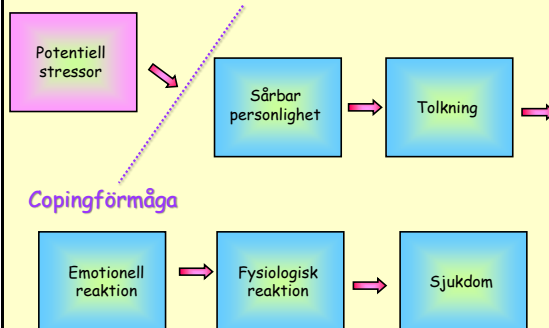 Potentiell
stressor
Sårbar
personlighet
Tolkning
Copingförmåga
Emotionell
reaktion
Fysiologisk
reaktion
Sjukdom